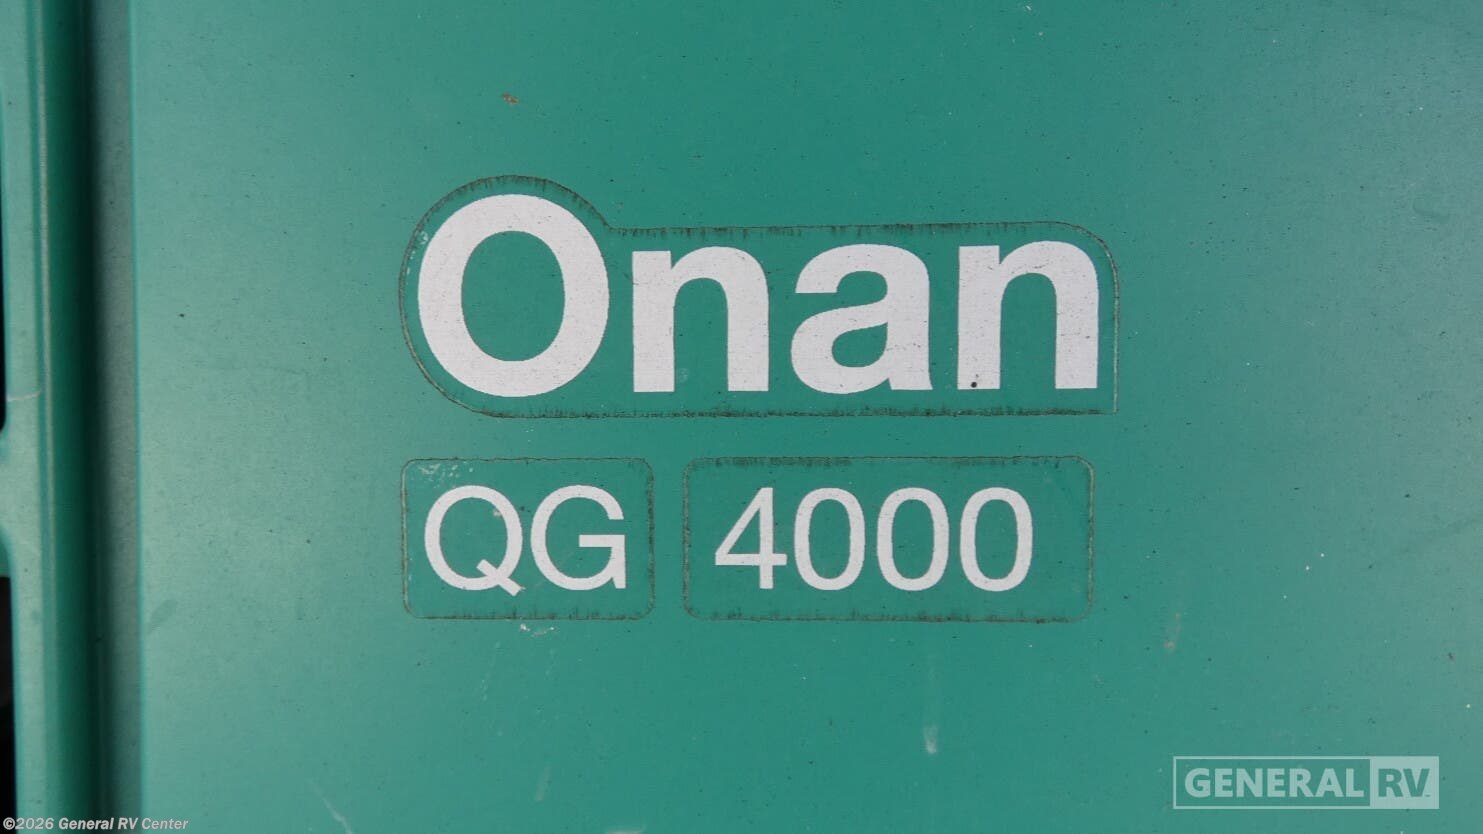 Onan
QG 4000
GENERAL RV
©2026 General RV Center